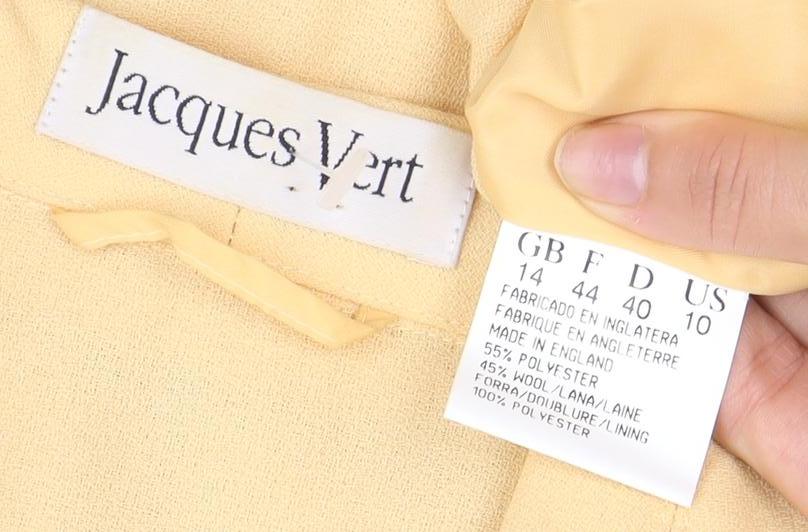 Jacques Vert
GB F D US
14 44 40 10
FABRICADO EN INGLATERA
FABRIQUE EN ANGLETERRE
MADE IN ENGLAND
55% POLYESTER
45% WOOL/LANA/LAINE
FORRA/DOUBLURE/LINING
100% POLYESTER